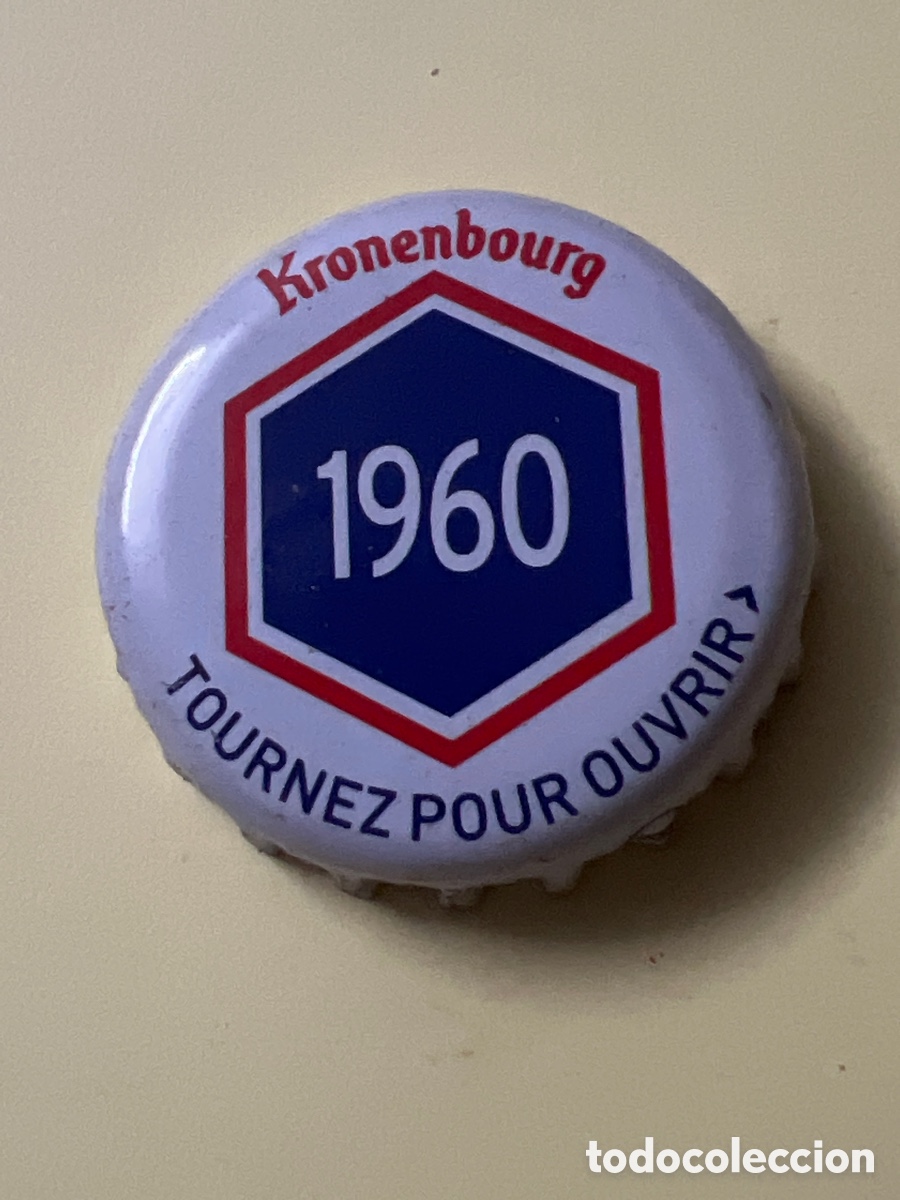 Kronenbourg
1960
TOURNEZ POUR OUVRIR >
todocoleccion